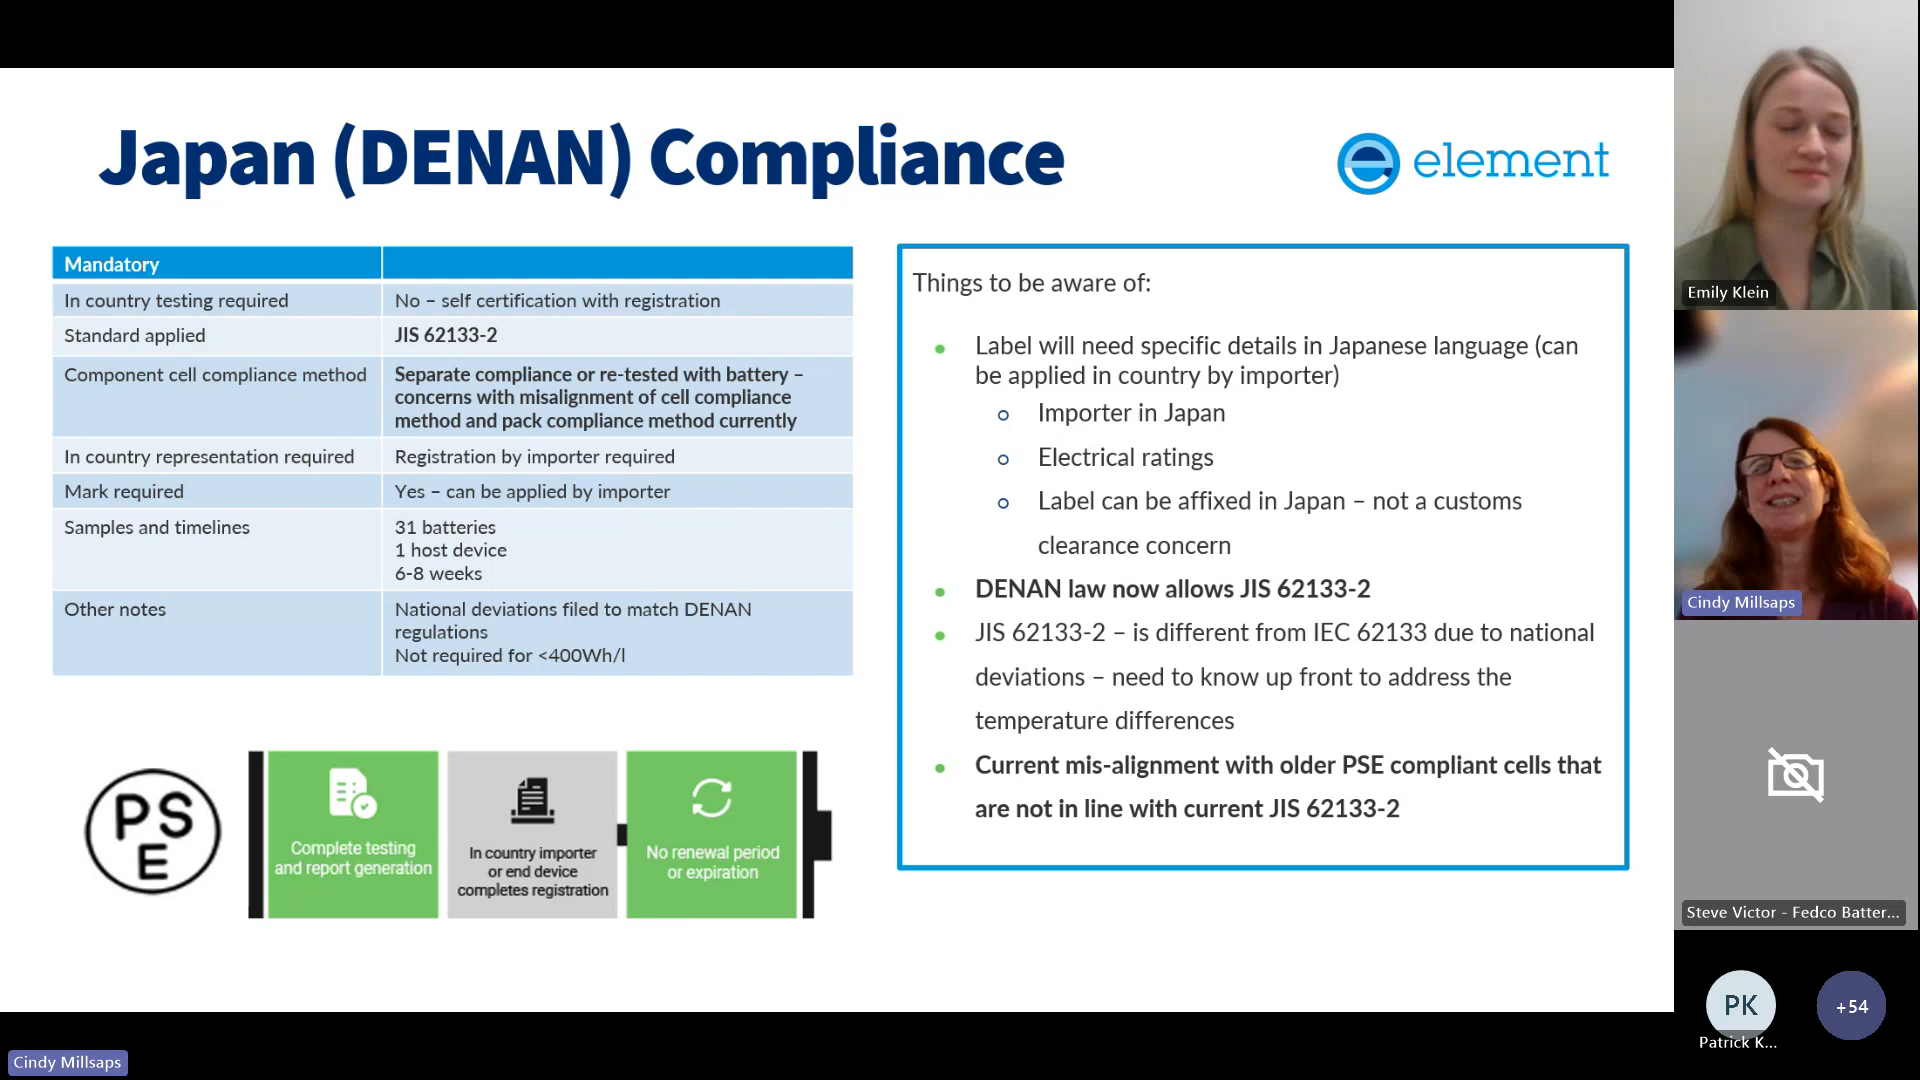 Japan (DENAN) Compliance
element
Mandatory
In country testing required
No – self certification with registration
Standard applied
JIS 62133-2
Component cell compliance method
Separate compliance or re-tested with battery –
concerns with misalignment of cell compliance
method and pack compliance method currently
In country representation required
Registration by importer required
Mark required
Yes – can be applied by importer
Samples and timelines
31 batteries
1 host device
6-8 weeks
Other notes
National deviations filed to match DENAN
regulations
Not required for <400Wh/l
PS
E
Complete testing
and report generation
In country importer
or end device
completes registration
No renewal period
or expiration
Things to be aware of:
Label will need specific details in Japanese language (can
be applied in country by importer)
Importer in Japan
Electrical ratings
Label can be affixed in Japan – not a customs
clearance concern
DENAN law now allows JIS 62133-2
JIS 62133-2 – is different from IEC 62133 due to national
deviations – need to know up front to address the
temperature differences
Current mis-alignment with older PSE compliant cells that
are not in line with current JIS 62133-2
Emily Klein
Cindy Millsaps
Steve Victor - Fedco Batter...
PK
+54
Patrick K...
Cindy Millsaps